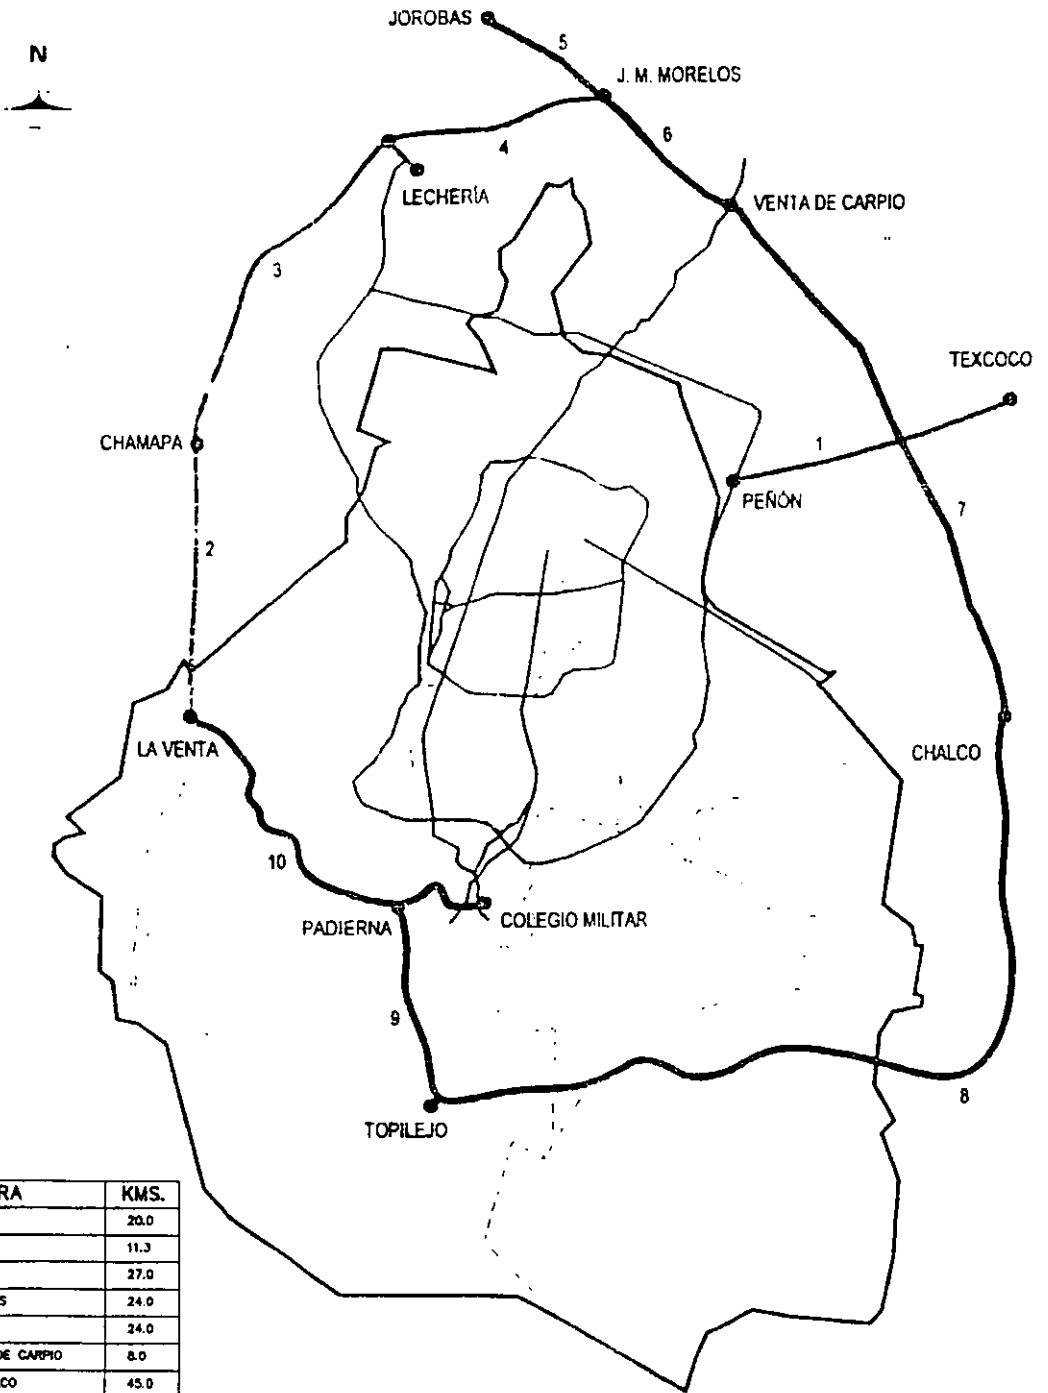 JOROBAS
N
5
J. M. MORELOS
6
4
LECHERÍA
VENTA DE CARPIO
3
TEXCOCO
CHAMAPA
1
PEÑÓN
7
2
LA VENTA
CHALCO
10
COLEGIO MILITAR
PADIERNA
9
8
TOPILEJO
RA KMS.
20.0
11.3
27.0
S 24.0
24.0
DE CARPIO 8.0
CO 45.0